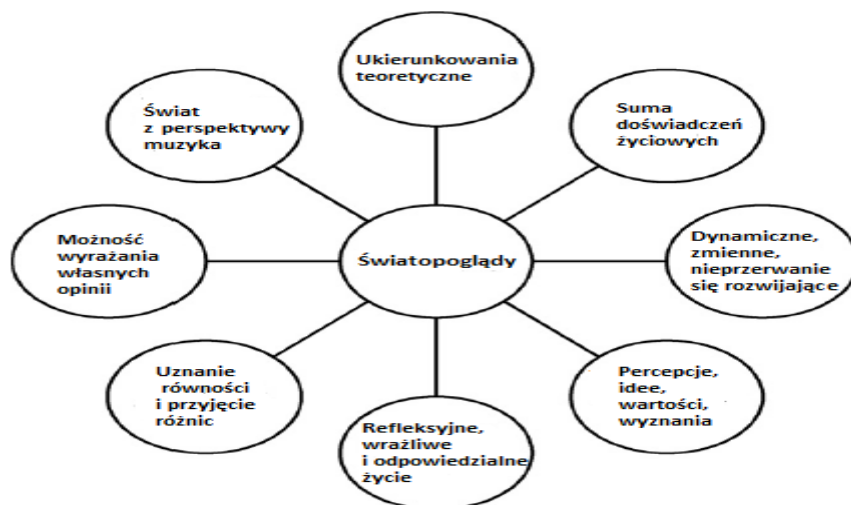 Ukierunkowania
teoretyczne
Świat
z perspektywy
muzyka
Suma
doświadczeń
życiowych
Możność
wyrażania
własnych
opinii
Światopoglądy
Dynamiczne,
zmienne,
nieprzerwanie
się rozwijające
Uznanie
równości
i przyjęcie
różnic
Refleksyjne,
wrażliwe
i odpowiedzialne
życie
Percepcje,
idee,
wartości,
wyznania